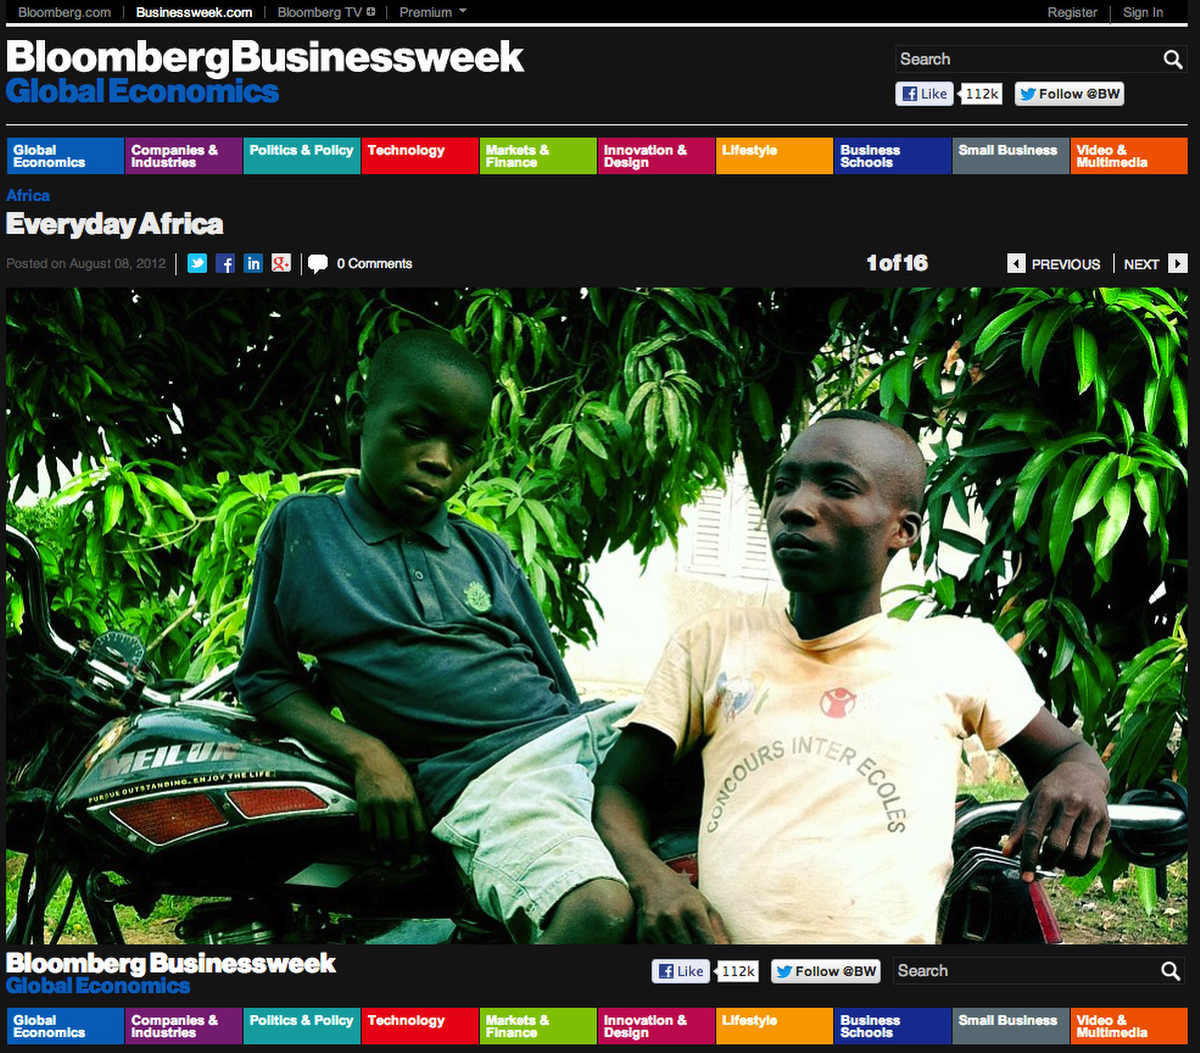 Bloomberg.com | Businessweek.com | Bloomberg TV | Premium
Register | Sign In
BloombergBusinessweek
Global Economics
Search
Like 112k Follow @BW
Global Economics
Companies & Industries
Politics & Policy
Technology
Markets & Finance
Innovation & Design
Lifestyle
Business Schools
Small Business
Video & Multimedia
Africa
Everyday Africa
Posted on August 08, 2012
0 Comments
1 of 16
PREVIOUS | NEXT
MEILUN
PURSUE OUTSTANDING. ENJOY THE LIFE
CONCOURS INTER ECOLES
Bloomberg Businessweek
Global Economics
Like 112k Follow @BW
Search
Global Economics
Companies & Industries
Politics & Policy
Technology
Markets & Finance
Innovation & Design
Lifestyle
Business Schools
Small Business
Video & Multimedia